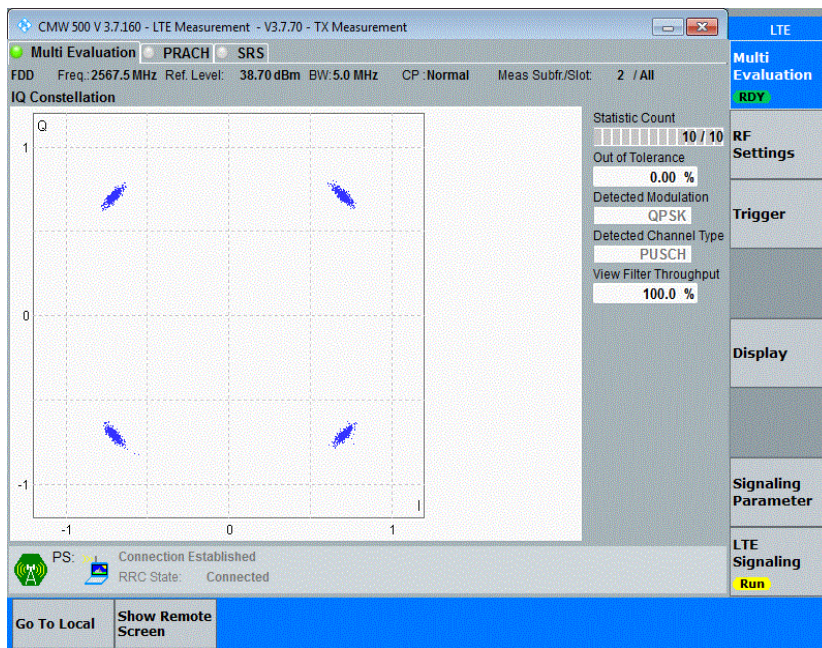 CMW 500 V 3.7.160 - LTE Measurement - V3.7.70 - TX Measurement
LTE
Multi Evaluation PRACH SRS
FDD Freq.: 2567.5 MHz Ref. Level: 38.70 dBm BW: 5.0 MHz CP : Normal Meas Subfr./Slot: 2 / All
IQ Constellation
Q
1
0
-1
-1 0 1
I
Statistic Count
10 / 10
Out of Tolerance
0.00 %
Detected Modulation
QPSK
Detected Channel Type
PUSCH
View Filter Throughput
100.0 %
Multi
Evaluation
RDY
RF
Settings
Trigger
Display
Signaling
Parameter
LTE
Signaling
Run
PS: Connection Established
RRC State: Connected
Go To Local
Show Remote
Screen